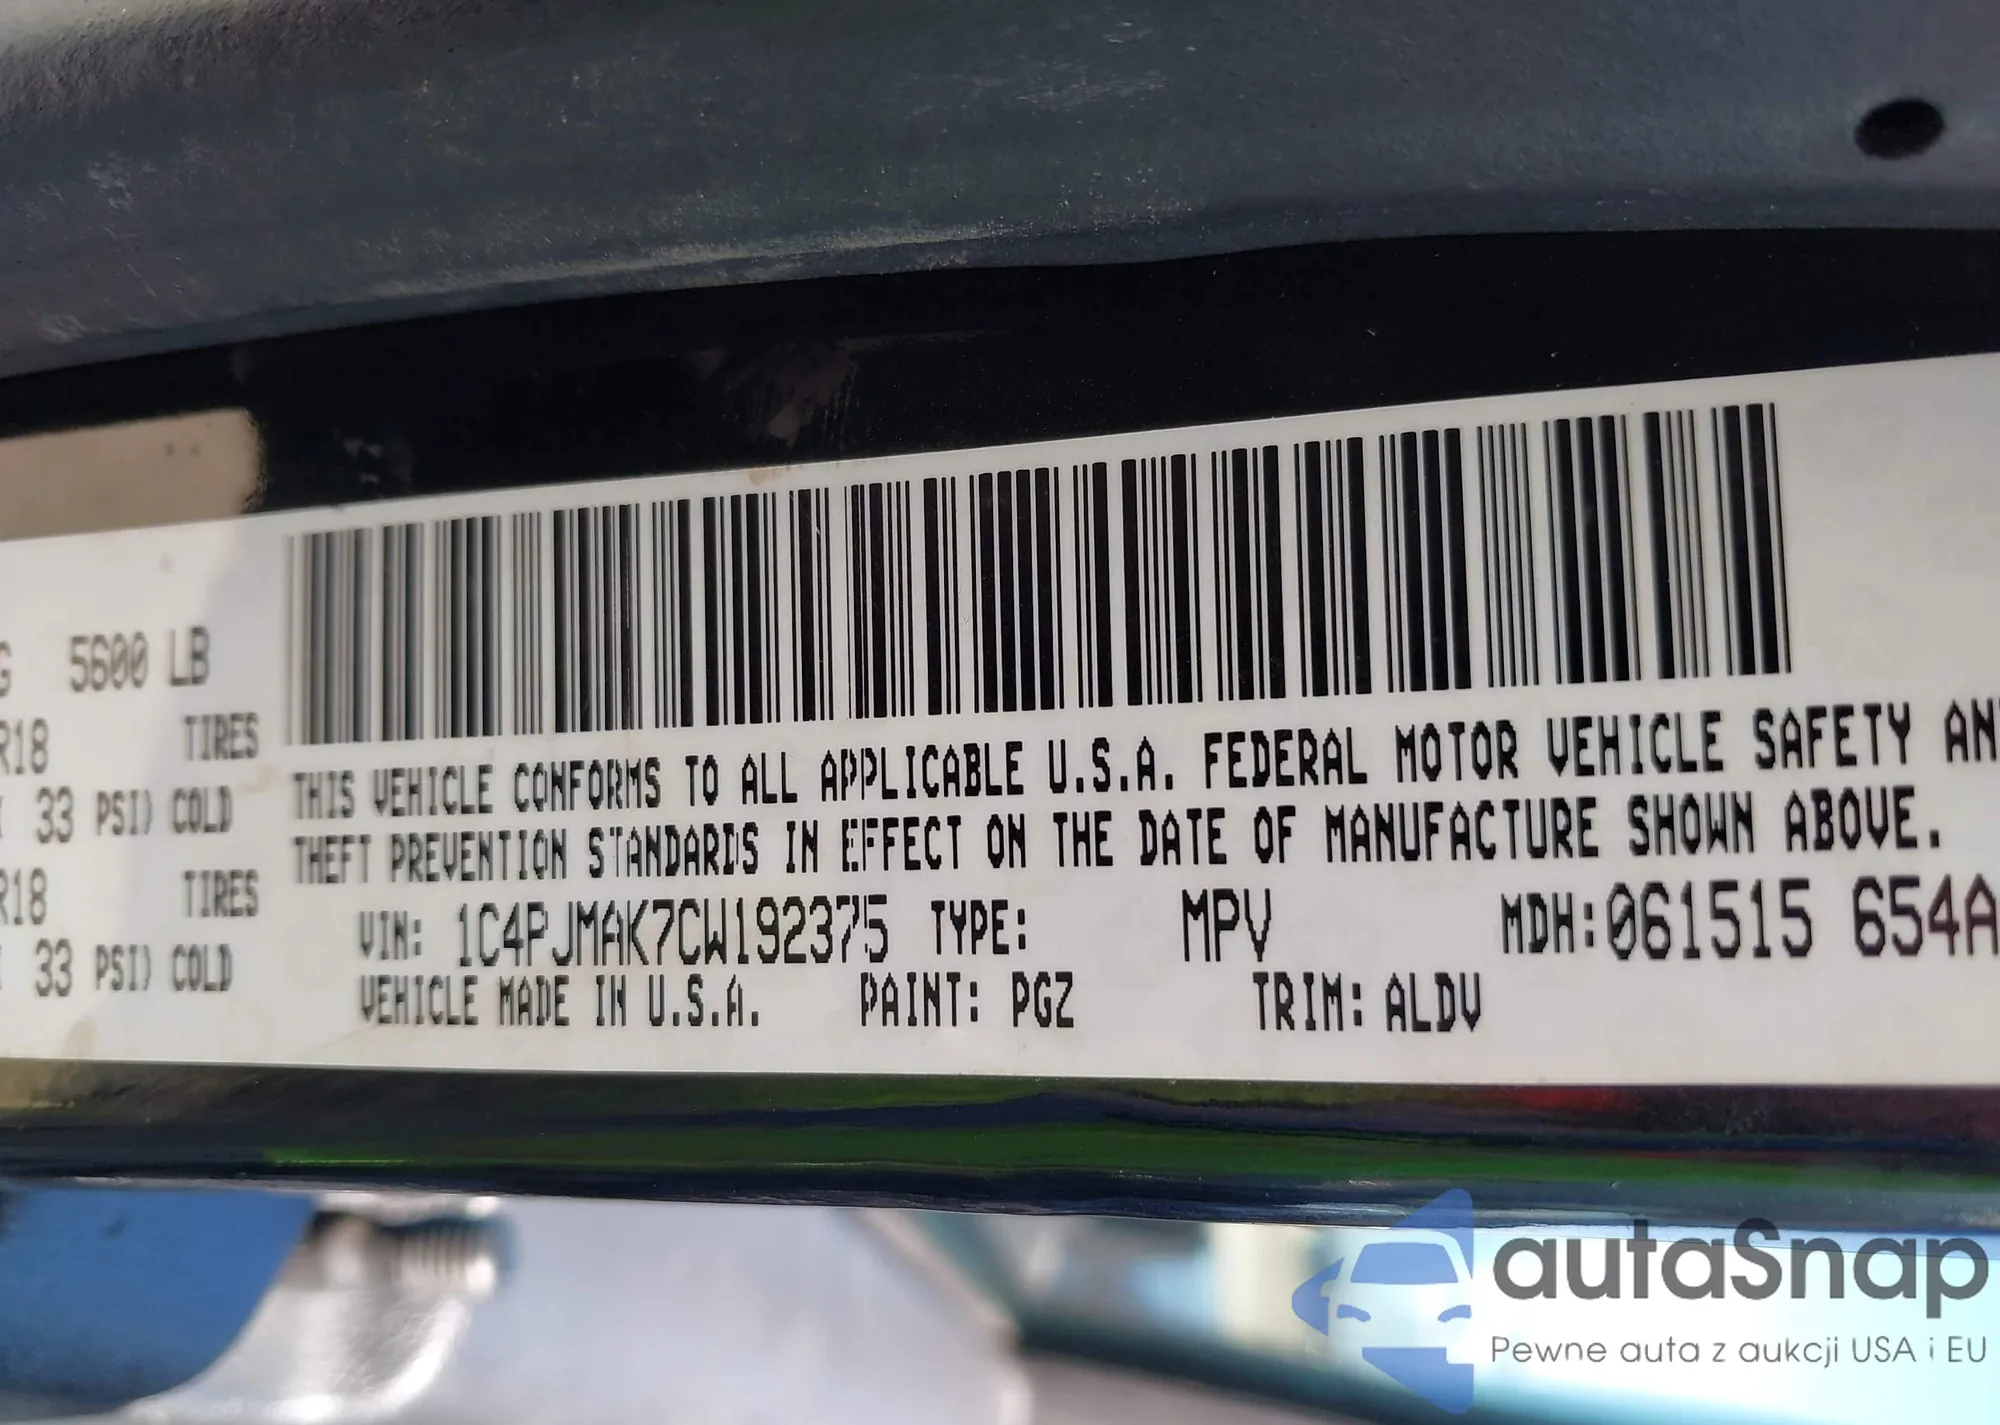 G 5600 LB
R18 TIRES
33 PSI) COLD
R18 TIRES
33 PSI) COLD
THIS VEHICLE CONFORMS TO ALL APPLICABLE U.S.A. FEDERAL MOTOR VEHICLE SAFETY AN
THEFT PREVENTION STANDARDS IN EFFECT ON THE DATE OF MANUFACTURE SHOWN ABOVE.
VIN: 1C4PJMAK7CW192375 TYPE: MPV MDH:061515 654A
VEHICLE MADE IN U.S.A. PAINT: PGZ TRIM: ALDV
autaSnap
Pewne auta z aukcji USA i EU